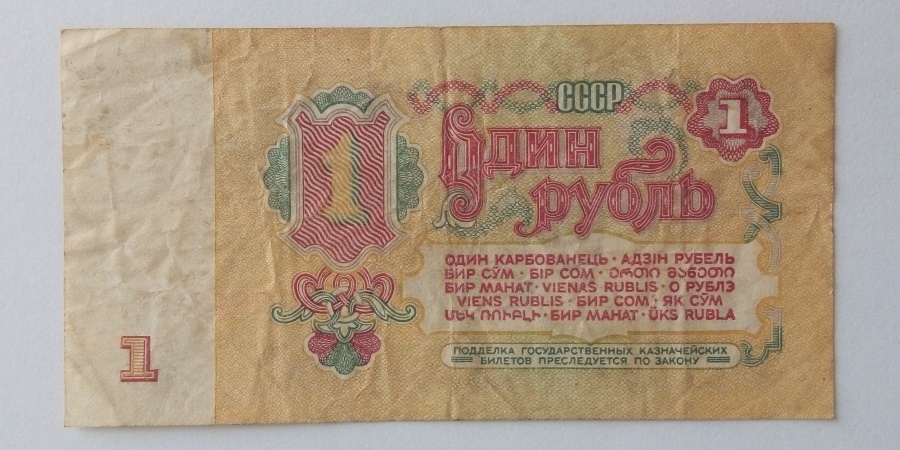 СССР
1
1
Один
рубль
ОДИН КАРБОВАНЕЦЬ · АДЗІН РУБЕЛЬ
БИР СЎМ · БІР СОМ · ᲔᲠᲗᲘ ᲛᲐᲜᲔᲗᲘ
БИР МАНАТ · VIENAS RUBLIS · О РУБЛЭ
VIENS RUBLIS · БИР СОМ · ЯК СӮМ
ՄԵԿ ՌՈՒԲԼԻ · БИР МАНАТ · ÜKS RUBLA
ПОДДЕЛКА ГОСУДАРСТВЕННЫХ КАЗНАЧЕЙСКИХ
БИЛЕТОВ ПРЕСЛЕДУЕТСЯ ПО ЗАКОНУ
1